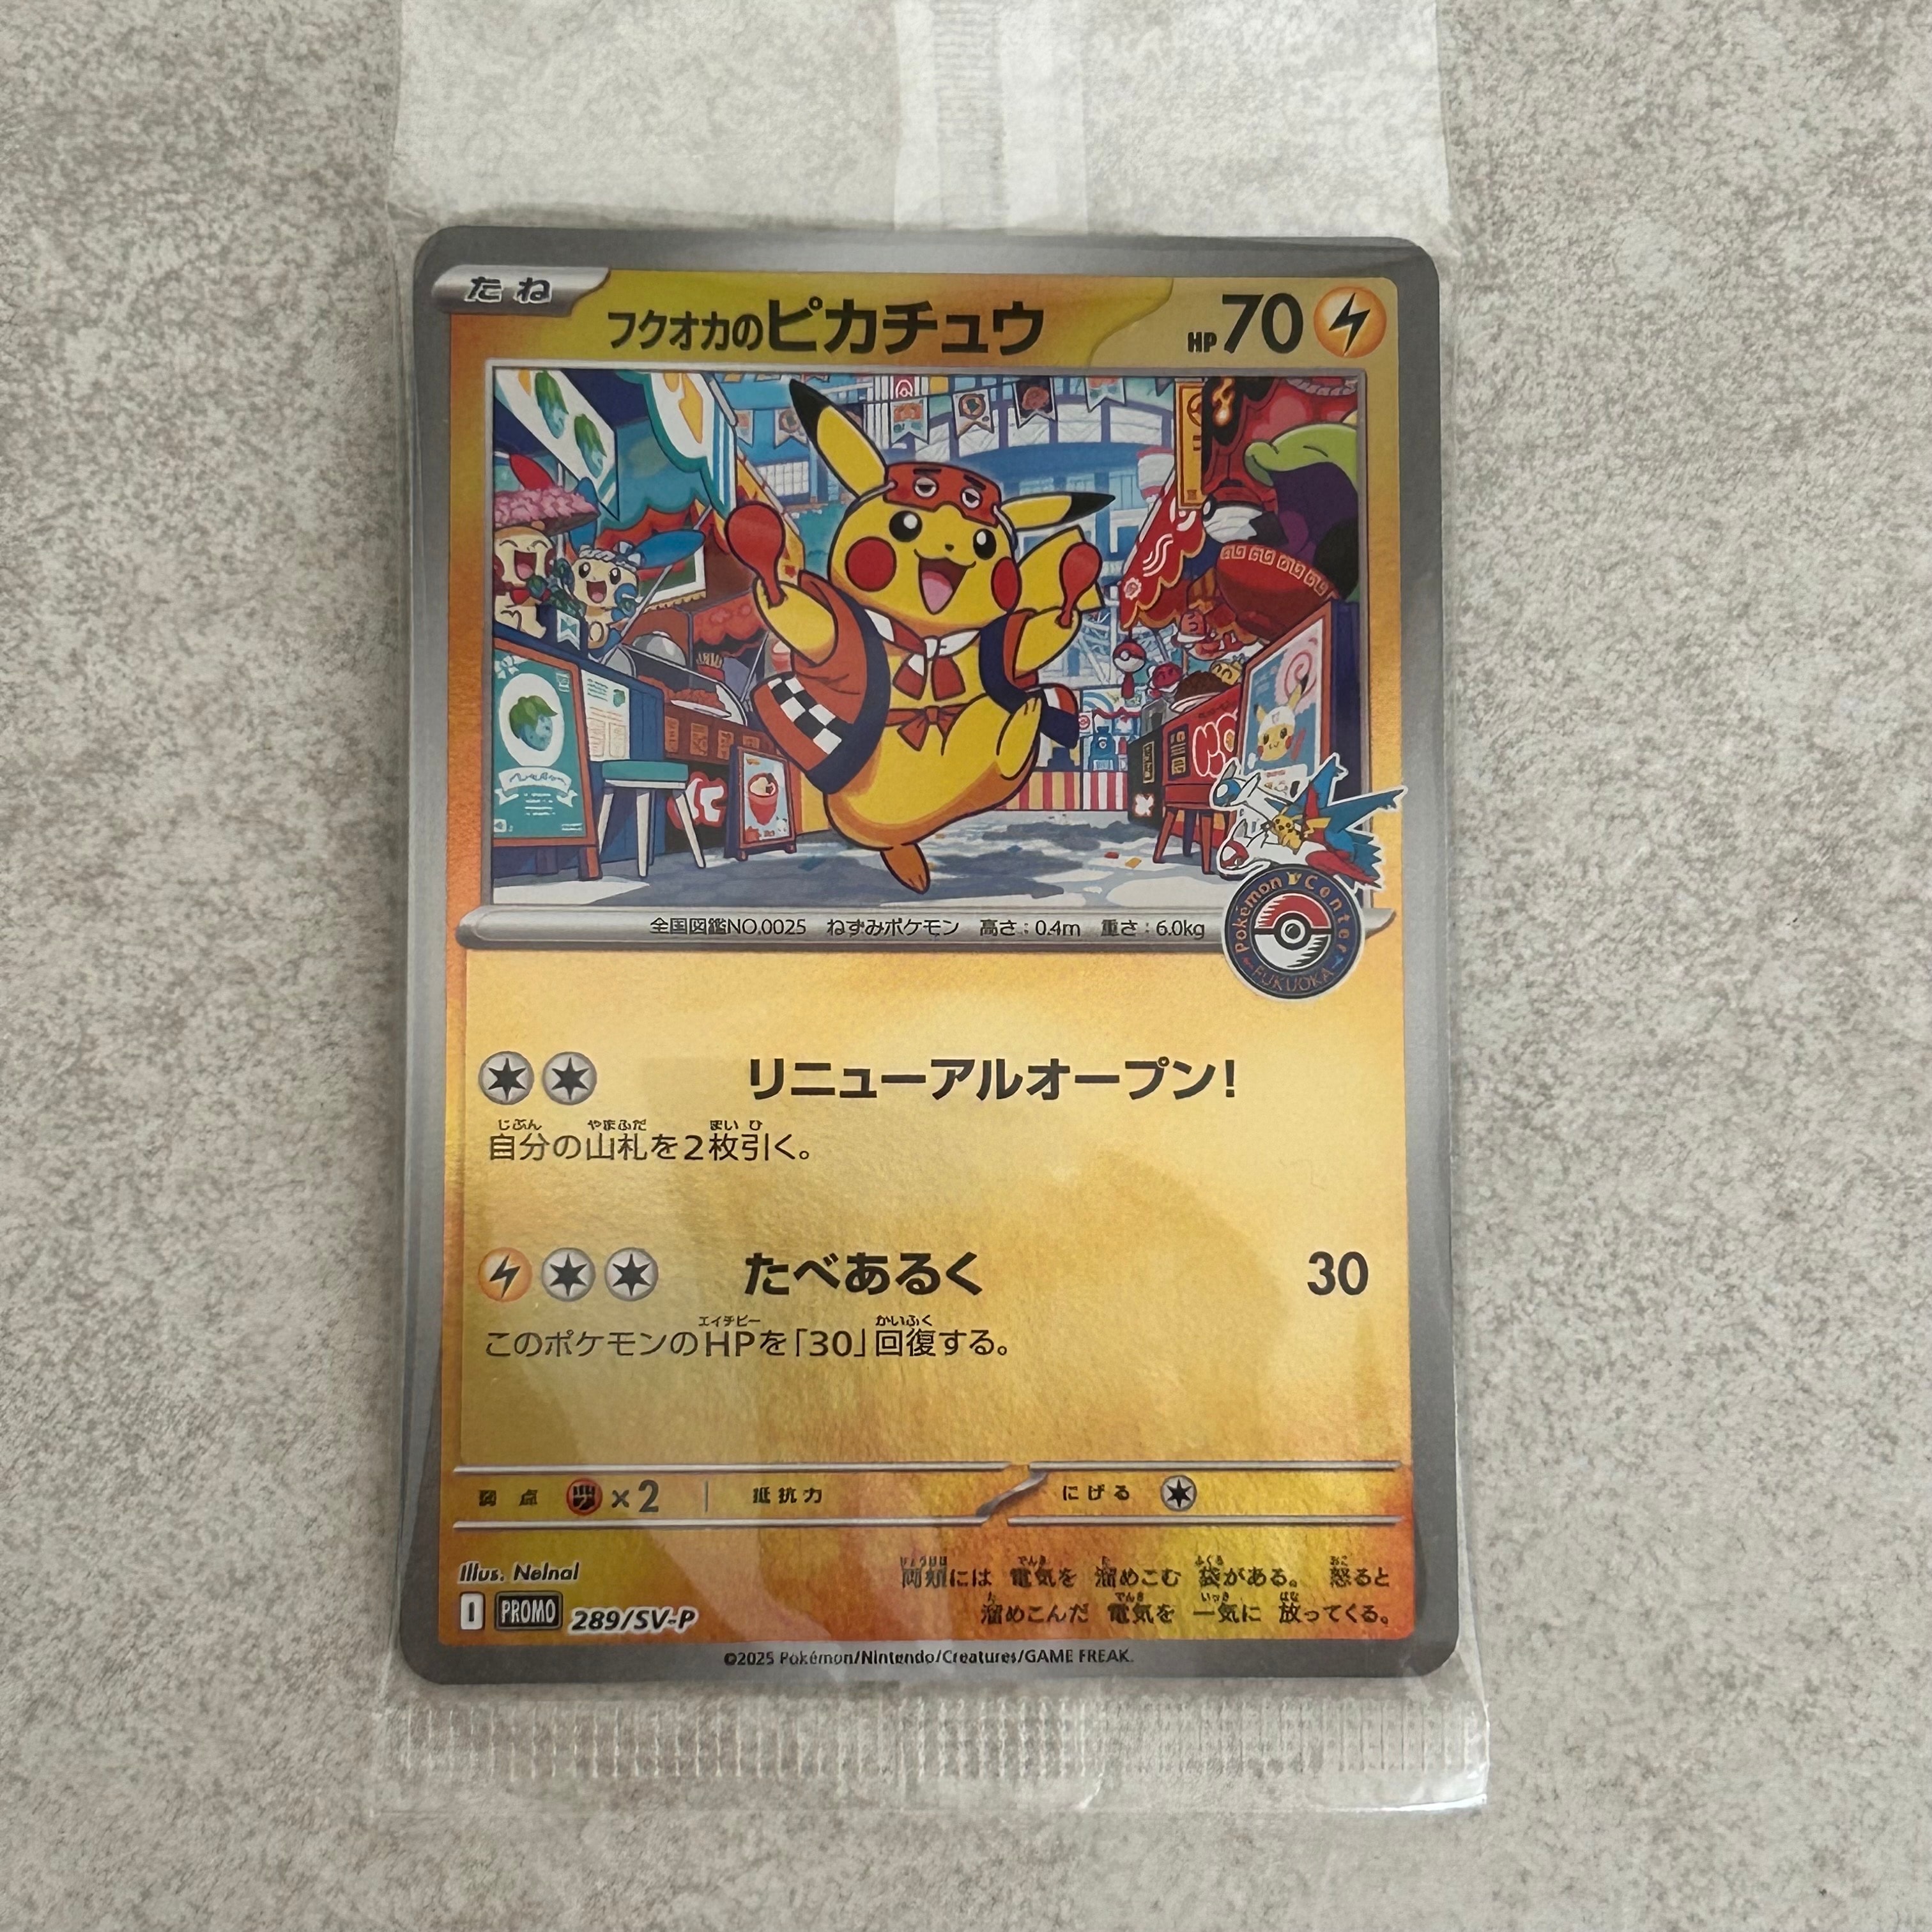 たね
フクオカのピカチュウ
HP70
全国図鑑NO.0025 ねずみポケモン 高さ:0.4m 重さ:6.0kg
Pokémon Center
FUKUOKA
リニューアルオープン!
自分の山札を2枚引く。
たべあるく 30
このポケモンのHPを「30」回復する。
弱点 ×2 抵抗力 にげる
Illus. Nelnal
両頬には 電気を 溜めこむ 袋がある。 怒ると
溜めこんだ 電気を 一気に 放ってくる。
I PROMO 289/SV-P
©2025 Pokémon/Nintendo/Creatures/GAME FREAK.